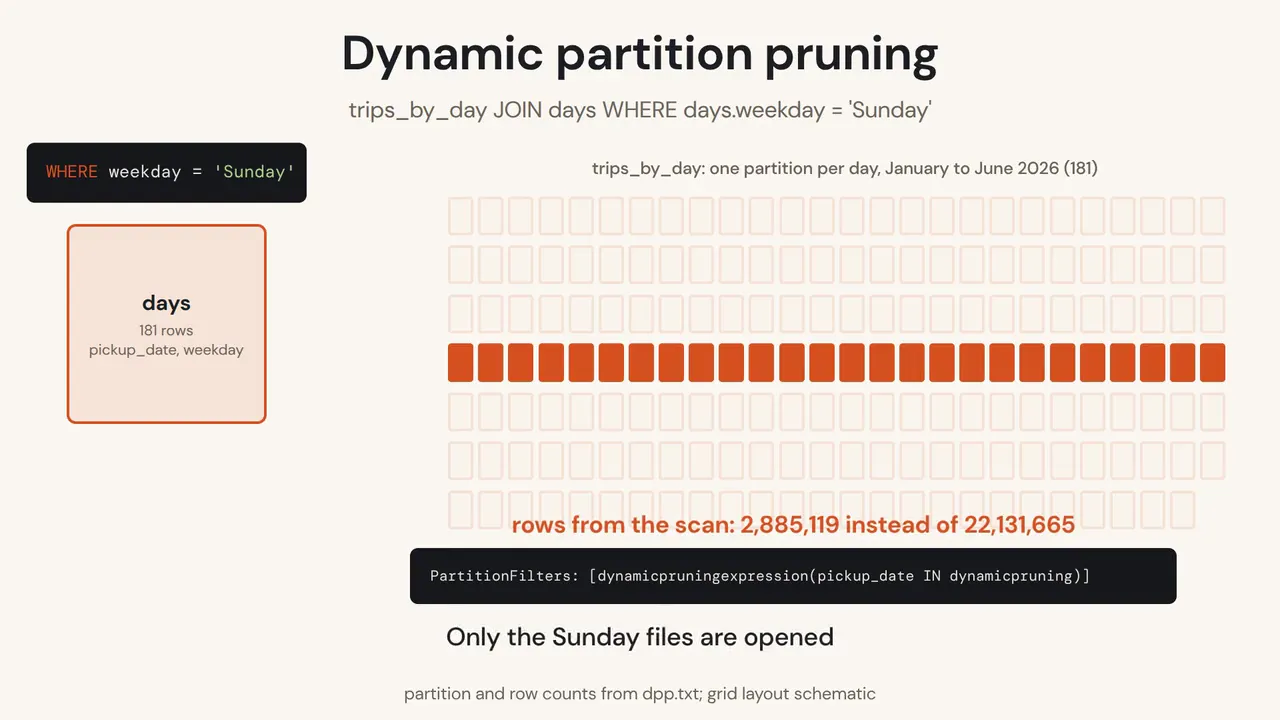 Dynamic partition pruning
trips_by_day JOIN days WHERE days.weekday = 'Sunday'
WHERE weekday = 'Sunday'
days
181 rows
pickup_date, weekday
trips_by_day: one partition per day, January to June 2026 (181)
rows from the scan: 2,885,119 instead of 22,131,665
PartitionFilters: [dynamicpruningexpression(pickup_date IN dynamicpruning)]
Only the Sunday files are opened
partition and row counts from dpp.txt; grid layout schematic